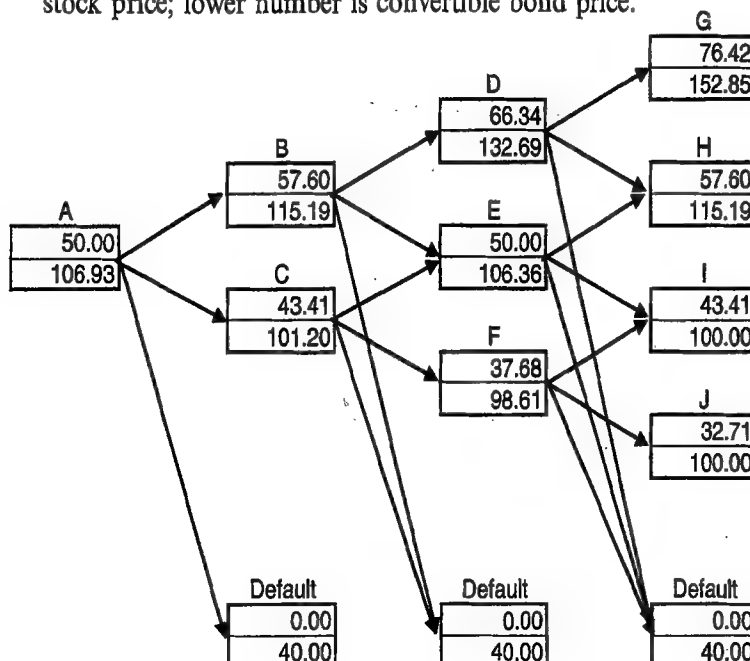 stock price; lower number is convertible bond price.
G
76.42
152.85
D
66.34
132.69
B
57.60
115.19
H
57.60
115.19
A
50.00
106.93
E
50.00
106.36
C
43.41
101.20
I
43.41
100.00
F
37.68
98.61
J
32.71
100.00
Default
Default
Default
0.00
0.00
0.00
40.00
40.00
40.00